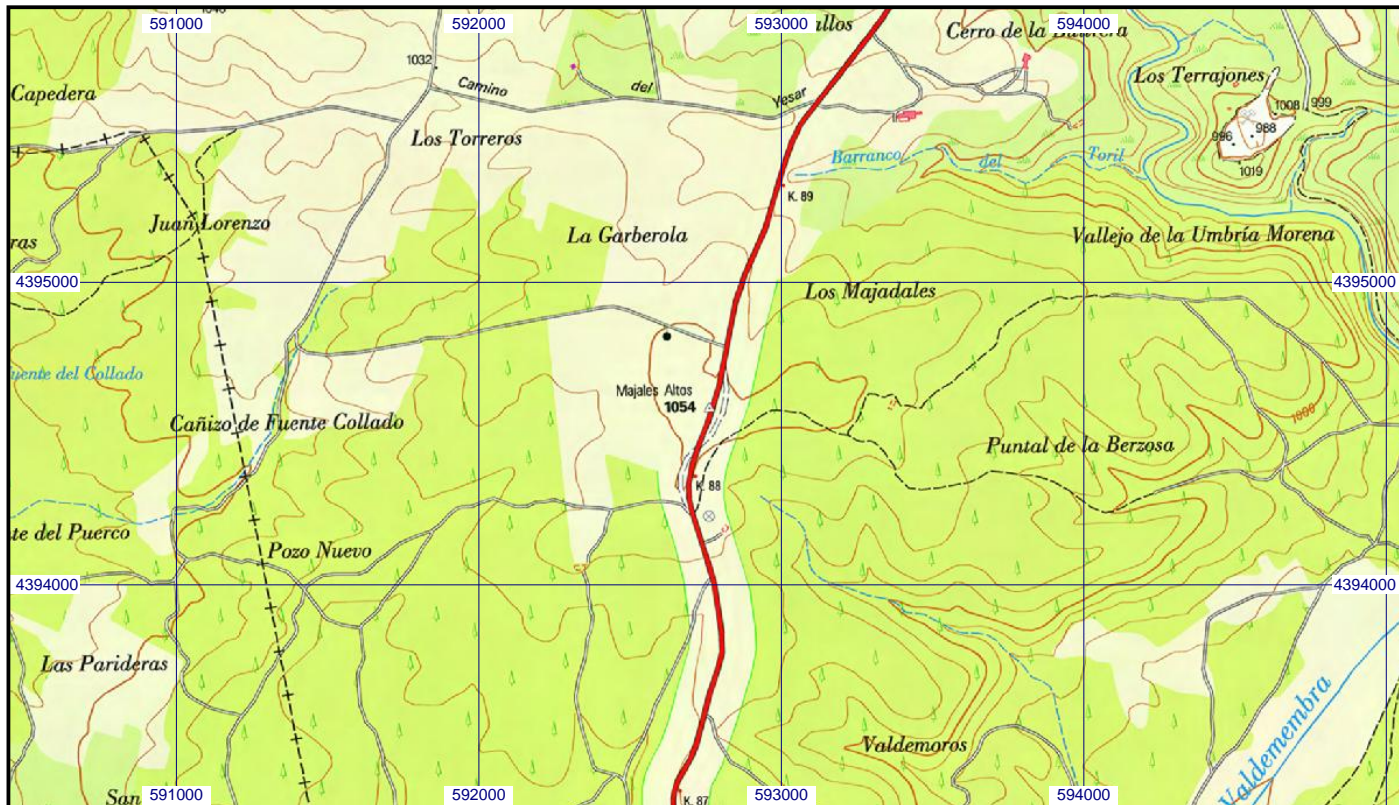 591000
592000
593000
594000
1032
Camino
del
Yesar
Cerro de la
Capedera
Los Torreros
Los Terrajones
1008
999
996
988
1019
Barranco
del
Toril
K. 89
Juan Lorenzo
La Garberola
Vallejo de la Umbría Morena
ras
4395000
4395000
Los Majadales
uente del Collado
Majales Altos
1054
Cañizo de Fuente Collado
1000
Puntal de la Berzosa
K. 88
te del Puerco
Pozo Nuevo
4394000
4394000
Las Parideras
Valdemoros
Valdemembra
San
K. 87
591000
592000
593000
594000